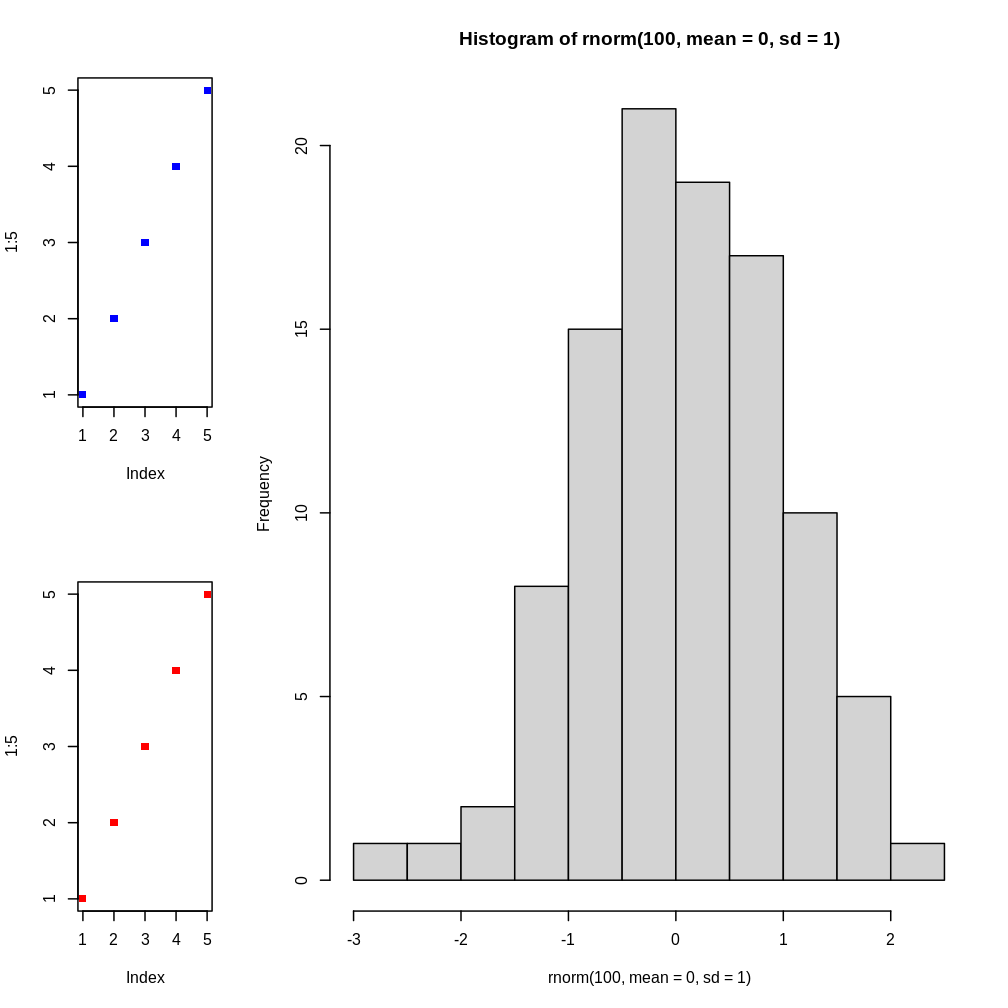 5
4
3
2
1
1:5
1 2 3 4 5
Index
5
4
3
2
1
1:5
1 2 3 4 5
Index
Histogram of rnorm(100, mean = 0, sd = 1)
20
15
10
5
0
Frequency
-3 -2 -1 0 1 2
rnorm(100, mean = 0, sd = 1)